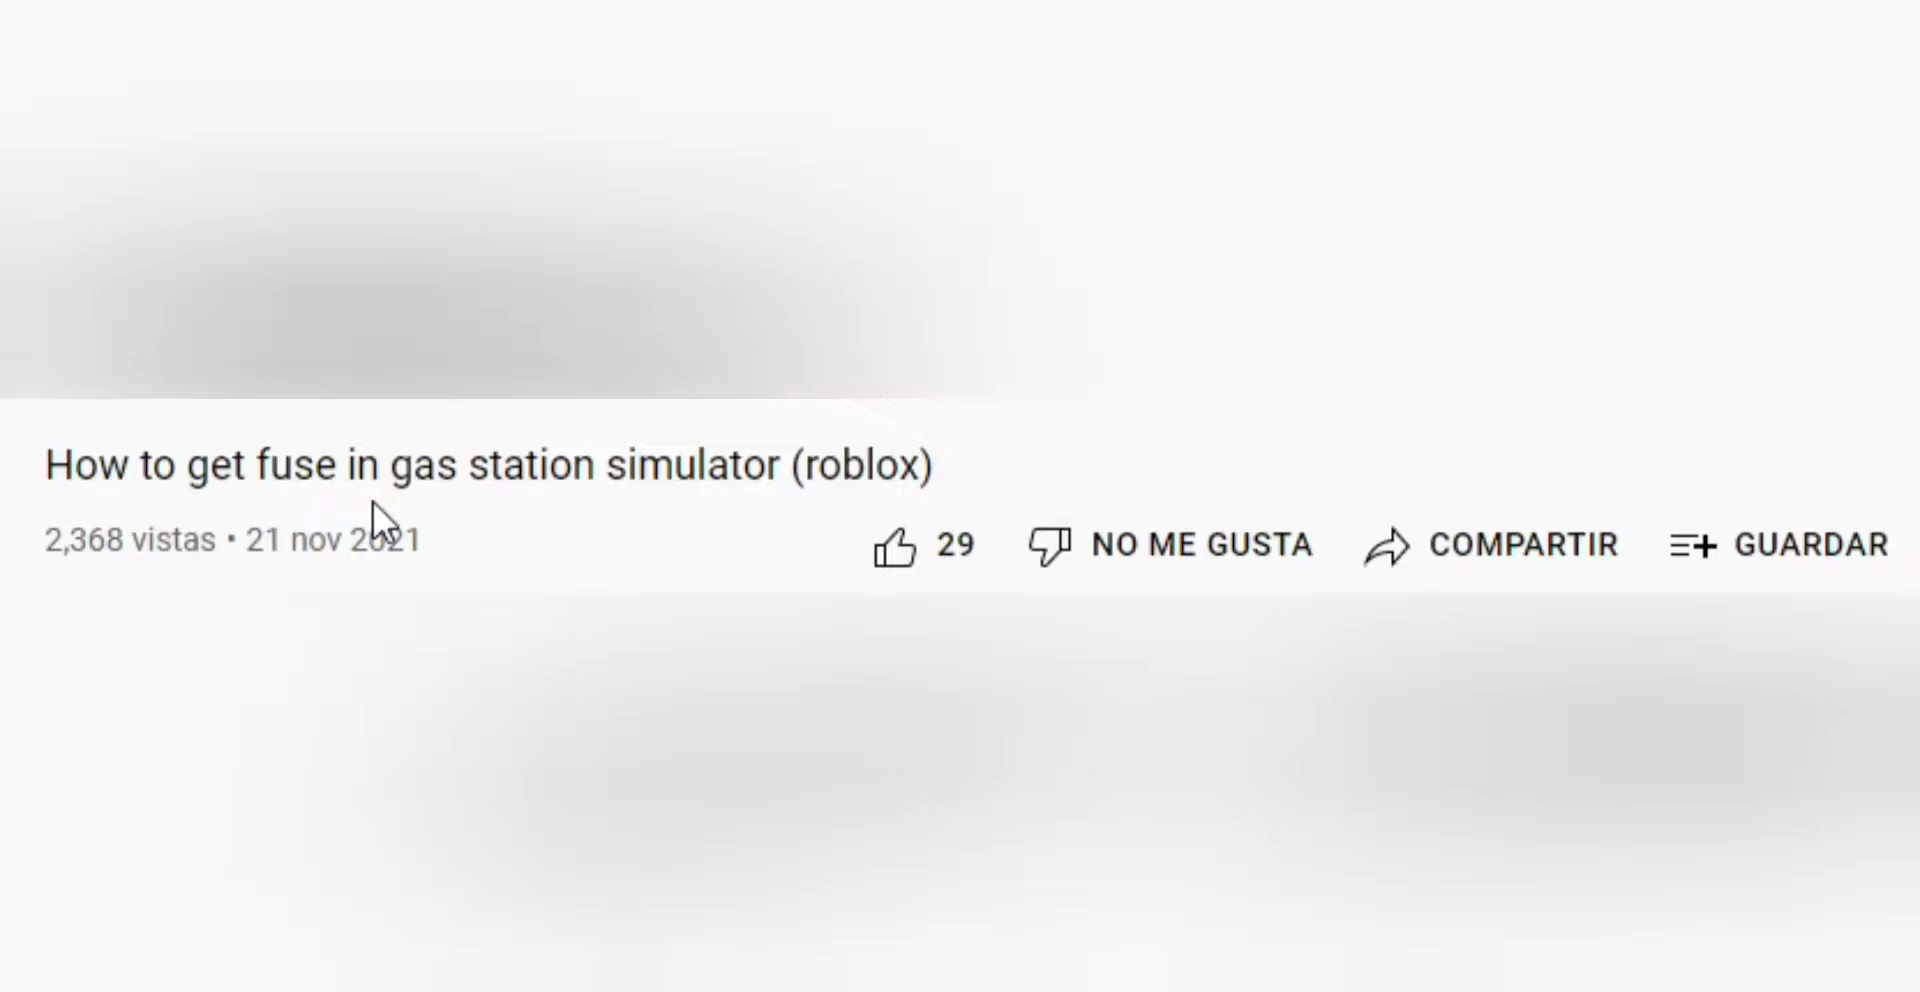 How to get fuse in gas station simulator (roblox)
2,368 vistas • 21 nov 2021
29 NO ME GUSTA COMPARTIR GUARDAR